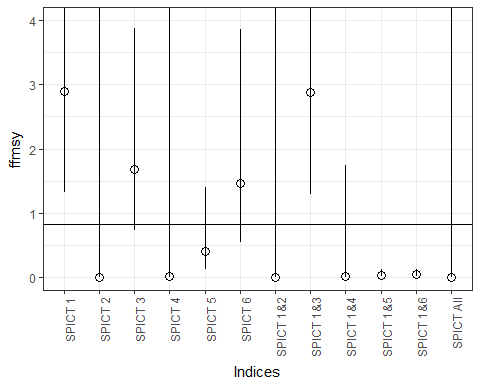 4
3
2
1
0
ffmsy
SPICT 1
SPICT 2
SPICT 3
SPICT 4
SPICT 5
SPICT 6
SPICT 1&2
SPICT 1&3
SPICT 1&4
SPICT 1&5
SPICT 1&6
SPICT All
Indices